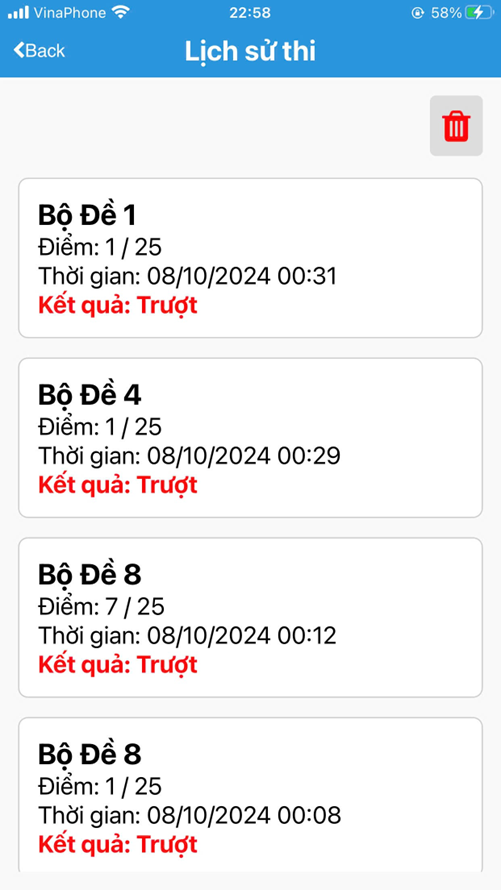 VinaPhone 22:58 58%
Back Lịch sử thi
Bộ Đề 1
Điểm: 1 / 25
Thời gian: 08/10/2024 00:31
Kết quả: Trượt
Bộ Đề 4
Điểm: 1 / 25
Thời gian: 08/10/2024 00:29
Kết quả: Trượt
Bộ Đề 8
Điểm: 7 / 25
Thời gian: 08/10/2024 00:12
Kết quả: Trượt
Bộ Đề 8
Điểm: 1 / 25
Thời gian: 08/10/2024 00:08
Kết quả: Trượt